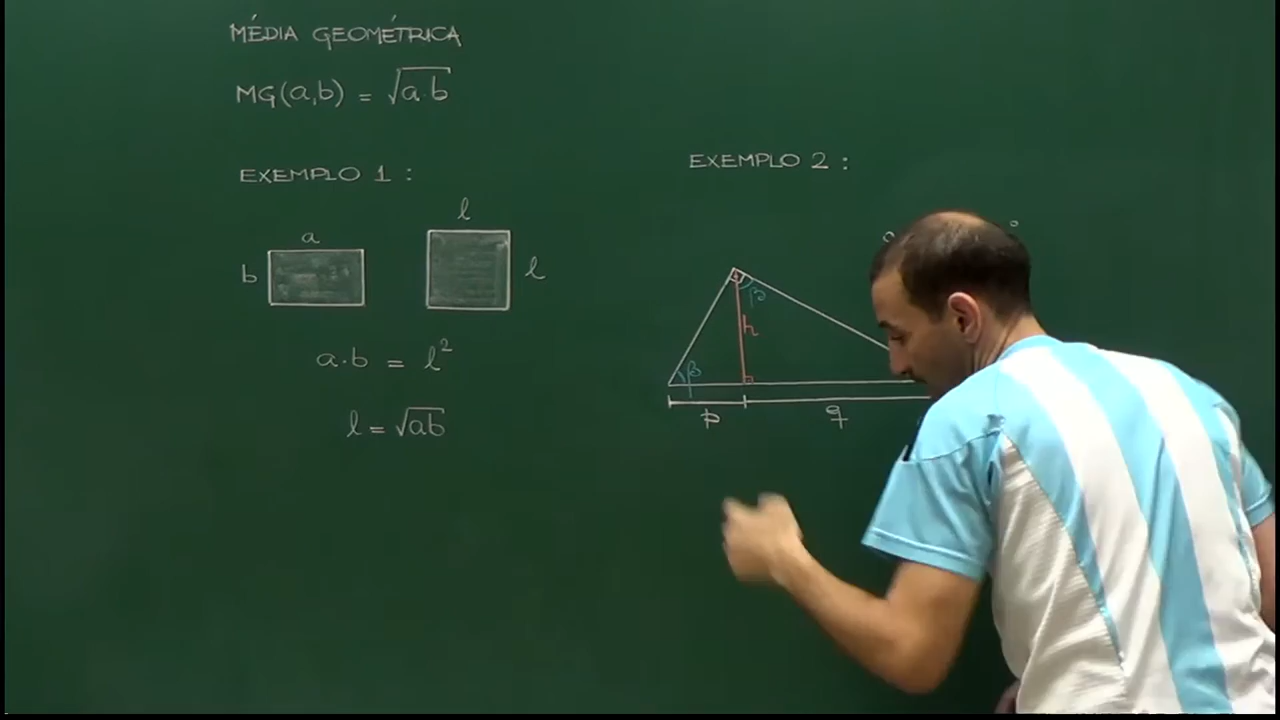 MÉDIA GEOMÉTRICA
MG(a,b) = √a.b
EXEMPLO 1 :
a
b
l
l
a.b = l²
l = √ab
EXEMPLO 2 :
β
h
β
p
q